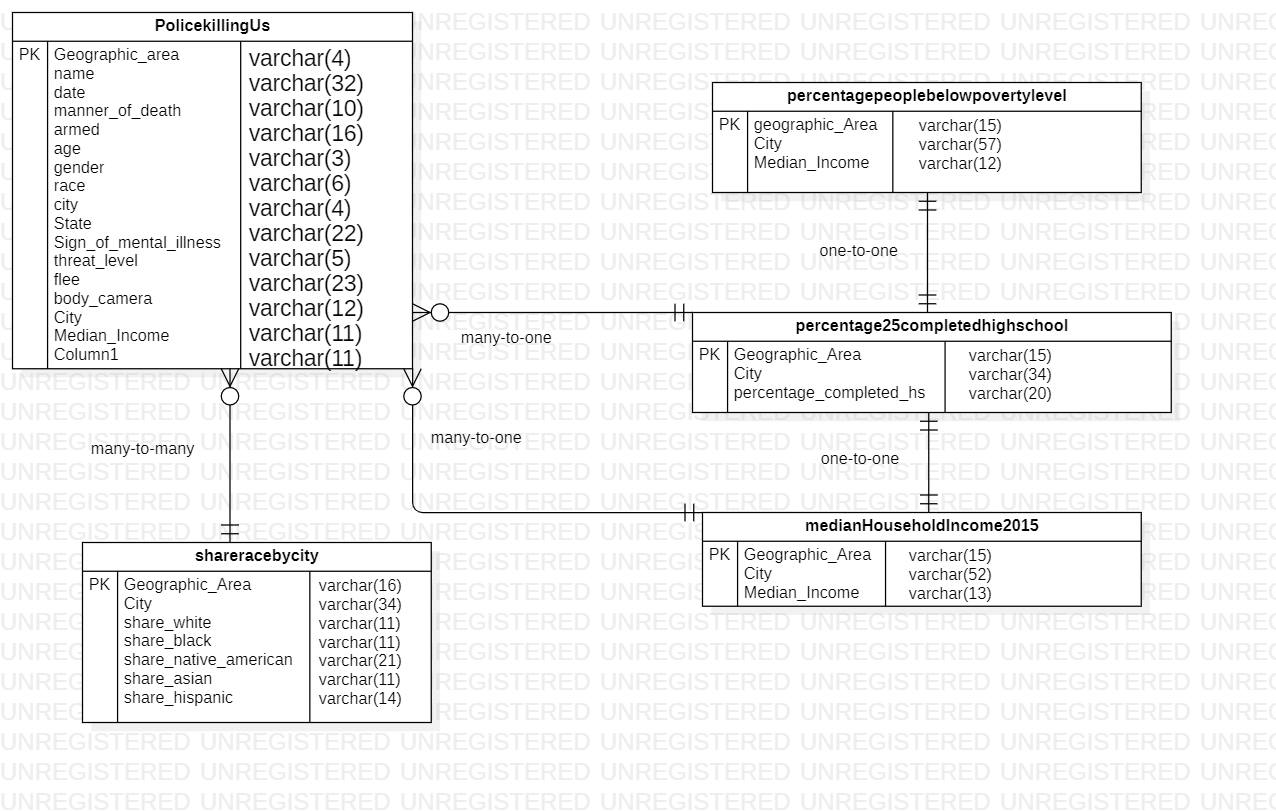 PolicekillingUs
PK
Geographic_area
name
date
manner_of_death
armed
age
gender
race
city
State
Sign_of_mental_illness
threat_level
flee
body_camera
City
Median_Income
Column1
varchar(4)
varchar(32)
varchar(10)
varchar(16)
varchar(3)
varchar(6)
varchar(4)
varchar(22)
varchar(5)
varchar(23)
varchar(12)
varchar(11)
varchar(11)
percentagepeoplebelowpovertylevel
PK geographic_Area varchar(15)
City varchar(57)
Median_Income varchar(12)
one-to-one
many-to-one
percentage25completedhighschool
PK Geographic_Area varchar(15)
City varchar(34)
percentage_completed_hs varchar(20)
many-to-one
many-to-many
one-to-one
medianHouseholdIncome2015
PK Geographic_Area varchar(15)
City varchar(52)
Median_Income varchar(13)
shareracebycity
PK Geographic_Area varchar(16)
City varchar(34)
share_white varchar(11)
share_black varchar(11)
share_native_american varchar(21)
share_asian varchar(11)
share_hispanic varchar(14)
UNREGISTERED